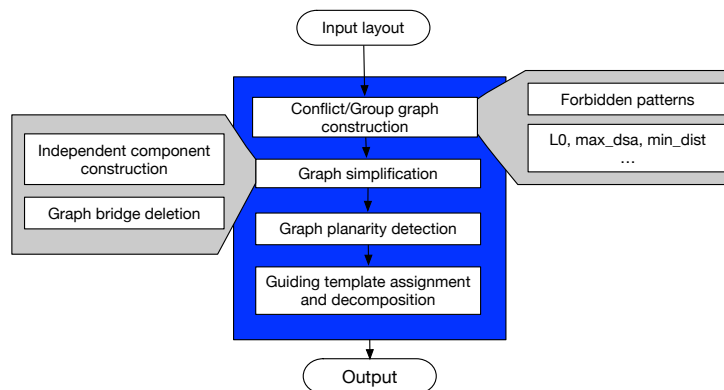 Input layout
Conflict/Group graph
construction
Forbidden patterns
L0, max_dsa, min_dist
…
Independent component
construction
Graph bridge deletion
Graph simplification
Graph planarity detection
Guiding template assignment
and decomposition
Output